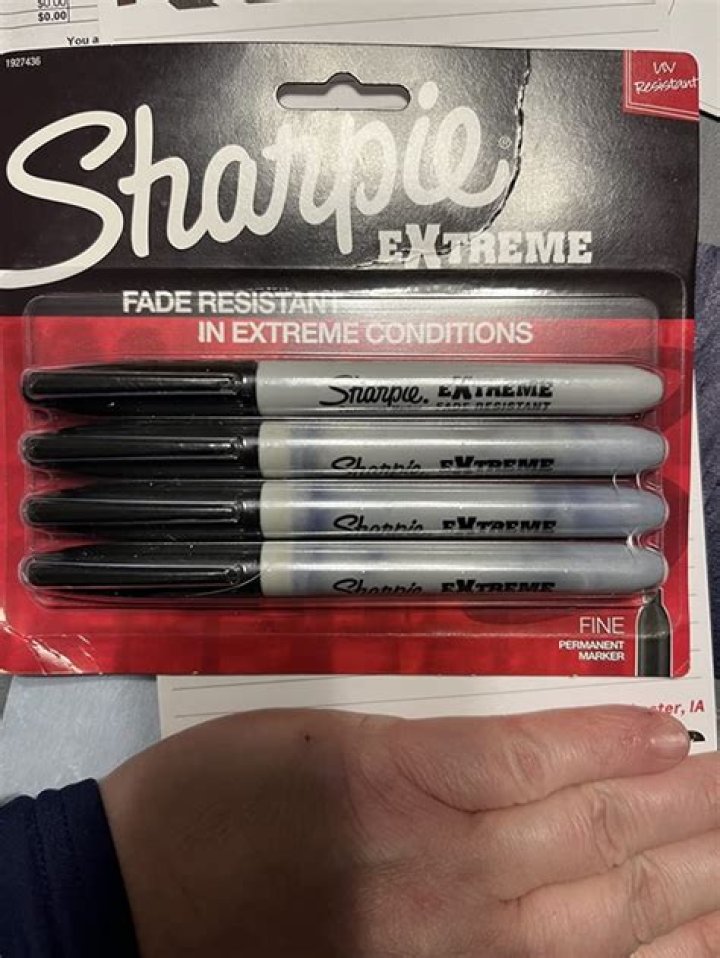 $0.00
$0.00
You a
1927436
UV
Resistant
Sharpie®
EXTREME
FADE RESISTANT
IN EXTREME CONDITIONS
Sharpie. EXTREME
FADE RESISTANT
Sharpie. EXTREME
Sharpie. EXTREME
Sharpie. EXTREME
FINE
PERMANENT
MARKER
ster, IA